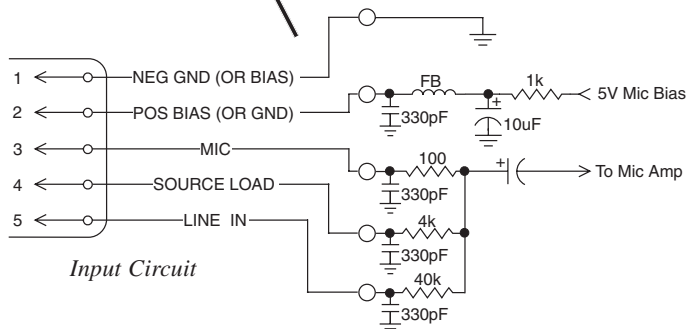 1 NEG GND (OR BIAS)
FB 1k
2 POS BIAS (OR GND) 5V Mic Bias
+
330pF 10uF
3 MIC 100 + To Mic Amp
330pF
4 SOURCE LOAD 4k
330pF
5 LINE IN 40k
330pF
Input Circuit